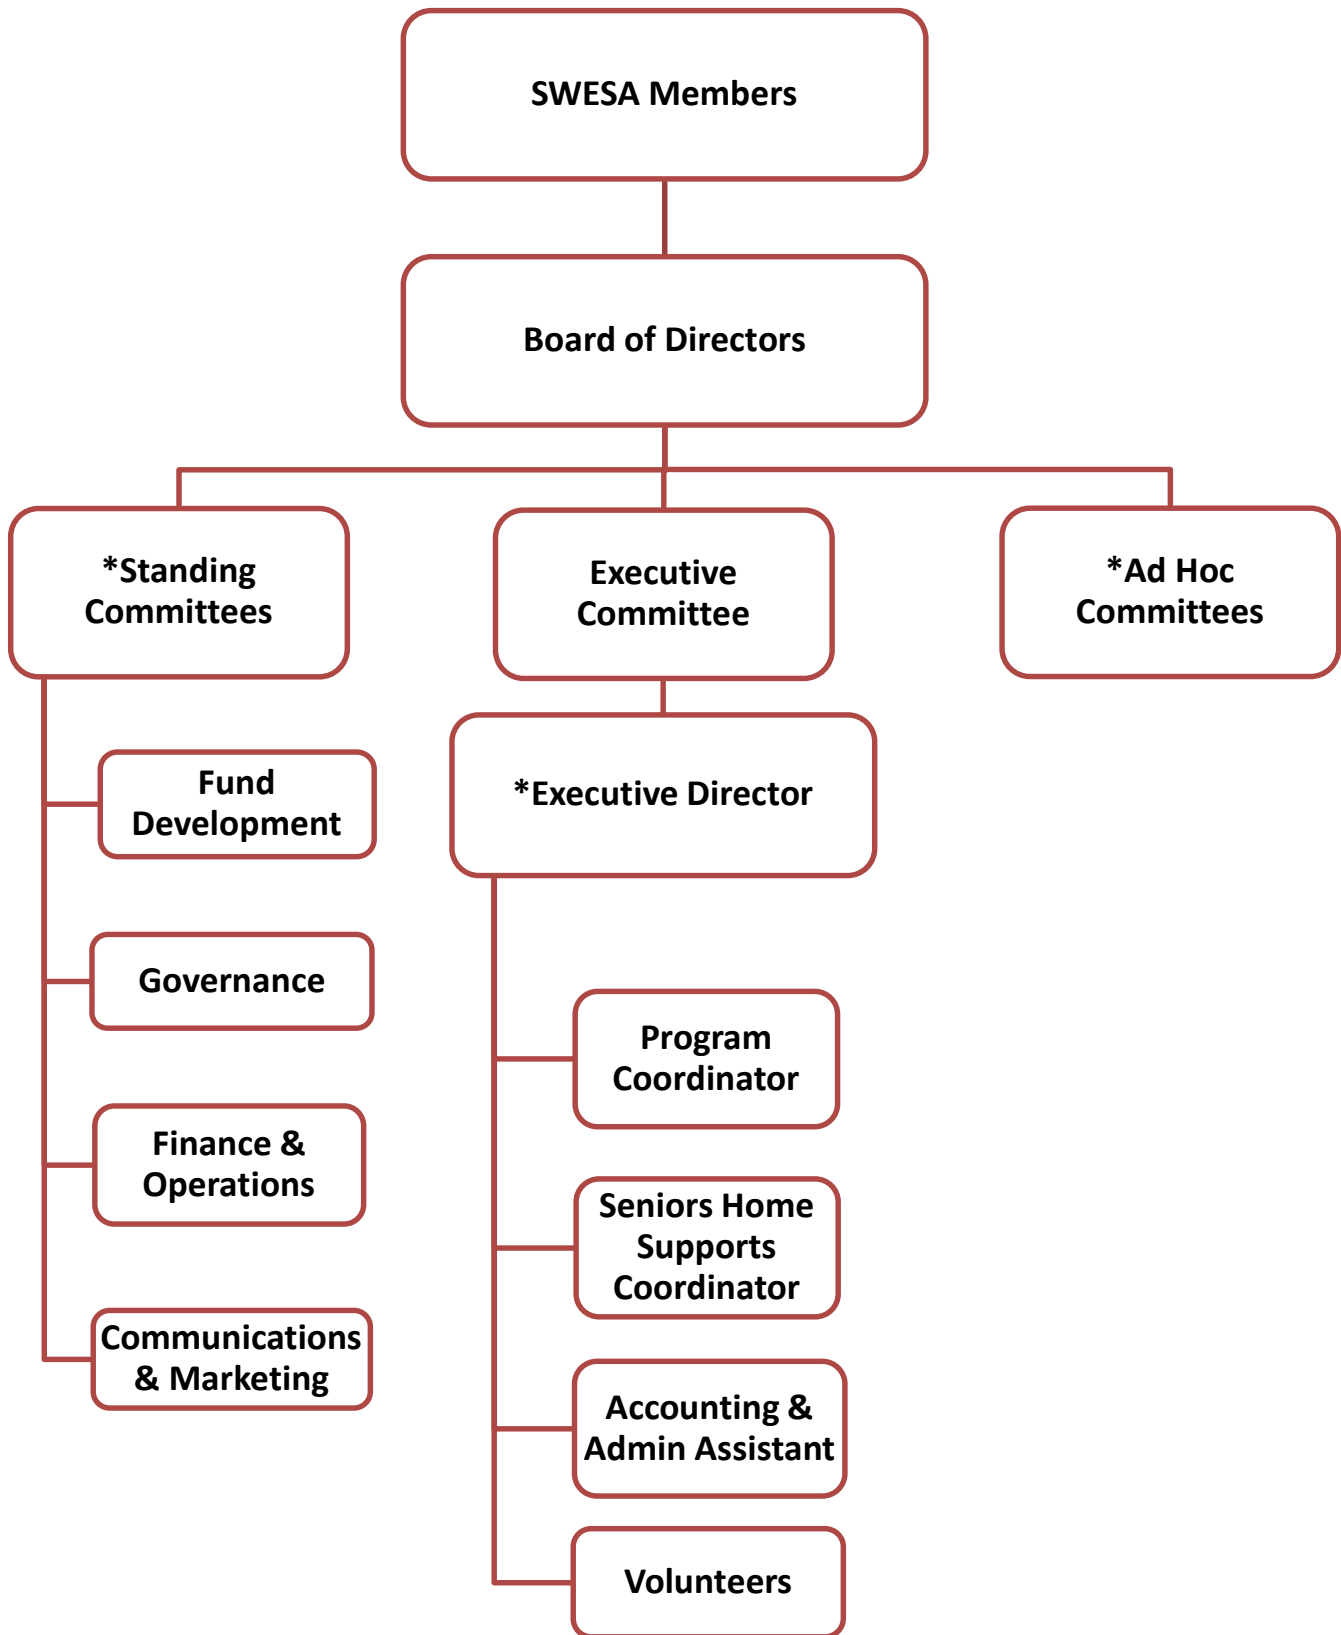 SWESA Members
Board of Directors
*Standing
Committees
Executive
Committee
*Ad Hoc
Committees
Fund
Development
Governance
Finance &
Operations
Communications
& Marketing
*Executive Director
Program
Coordinator
Seniors Home
Supports
Coordinator
Accounting &
Admin Assistant
Volunteers